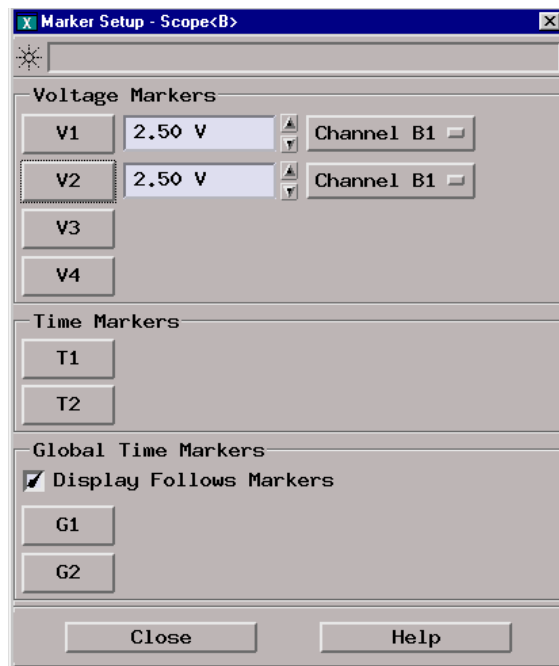 Marker Setup - Scope<B>
Voltage Markers
V1 2.50 V Channel B1
V2 2.50 V Channel B1
V3
V4
Time Markers
T1
T2
Global Time Markers
Display Follows Markers
G1
G2
Close Help